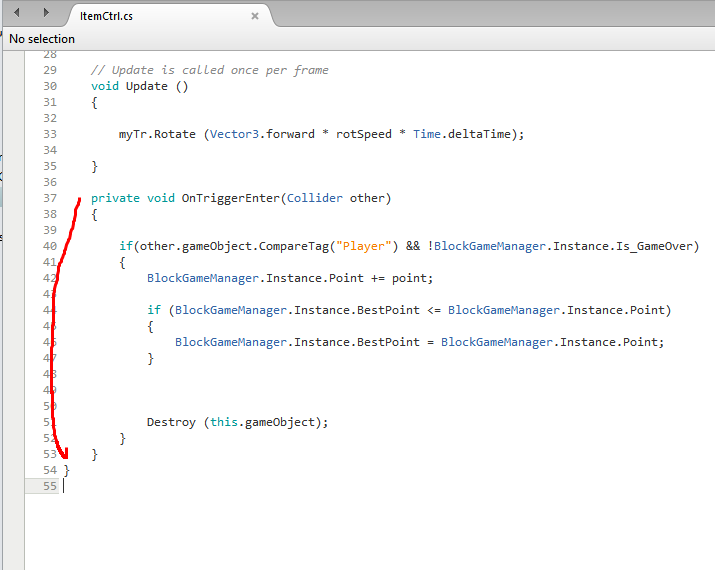 ItemCtrl.cs
No selection
28
29 // Update is called once per frame
30 void Update ()
31 {
32
33 myTr.Rotate (Vector3.forward * rotSpeed * Time.deltaTime);
34
35 }
36
37 private void OnTriggerEnter(Collider other)
38 {
39
40 if(other.gameObject.CompareTag("Player") && !BlockGameManager.Instance.Is_GameOver)
41 {
42 BlockGameManager.Instance.Point += point;
43
44 if (BlockGameManager.Instance.BestPoint <= BlockGameManager.Instance.Point)
45 {
46 BlockGameManager.Instance.BestPoint = BlockGameManager.Instance.Point;
47 }
48
49
50
51 Destroy (this.gameObject);
52 }
53 }
54 }
55